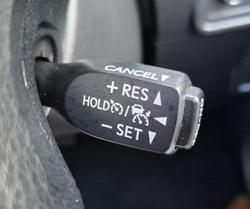 CANCEL
+ RES
HOLD /
− SET